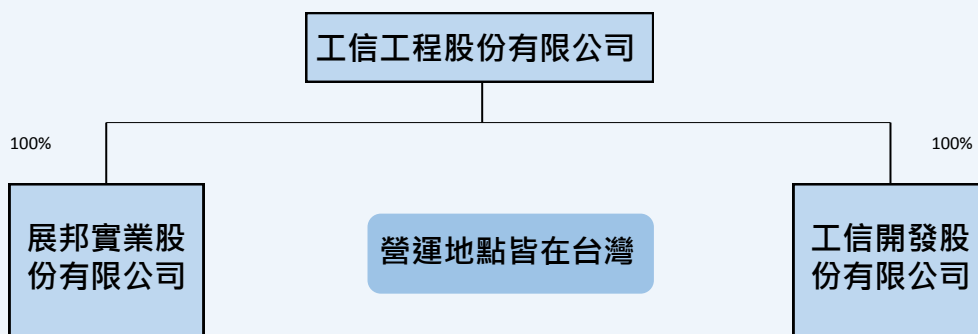 工信工程股份有限公司
100%
100%
展邦實業股
份有限公司
營運地點皆在台灣
工信開發股
份有限公司